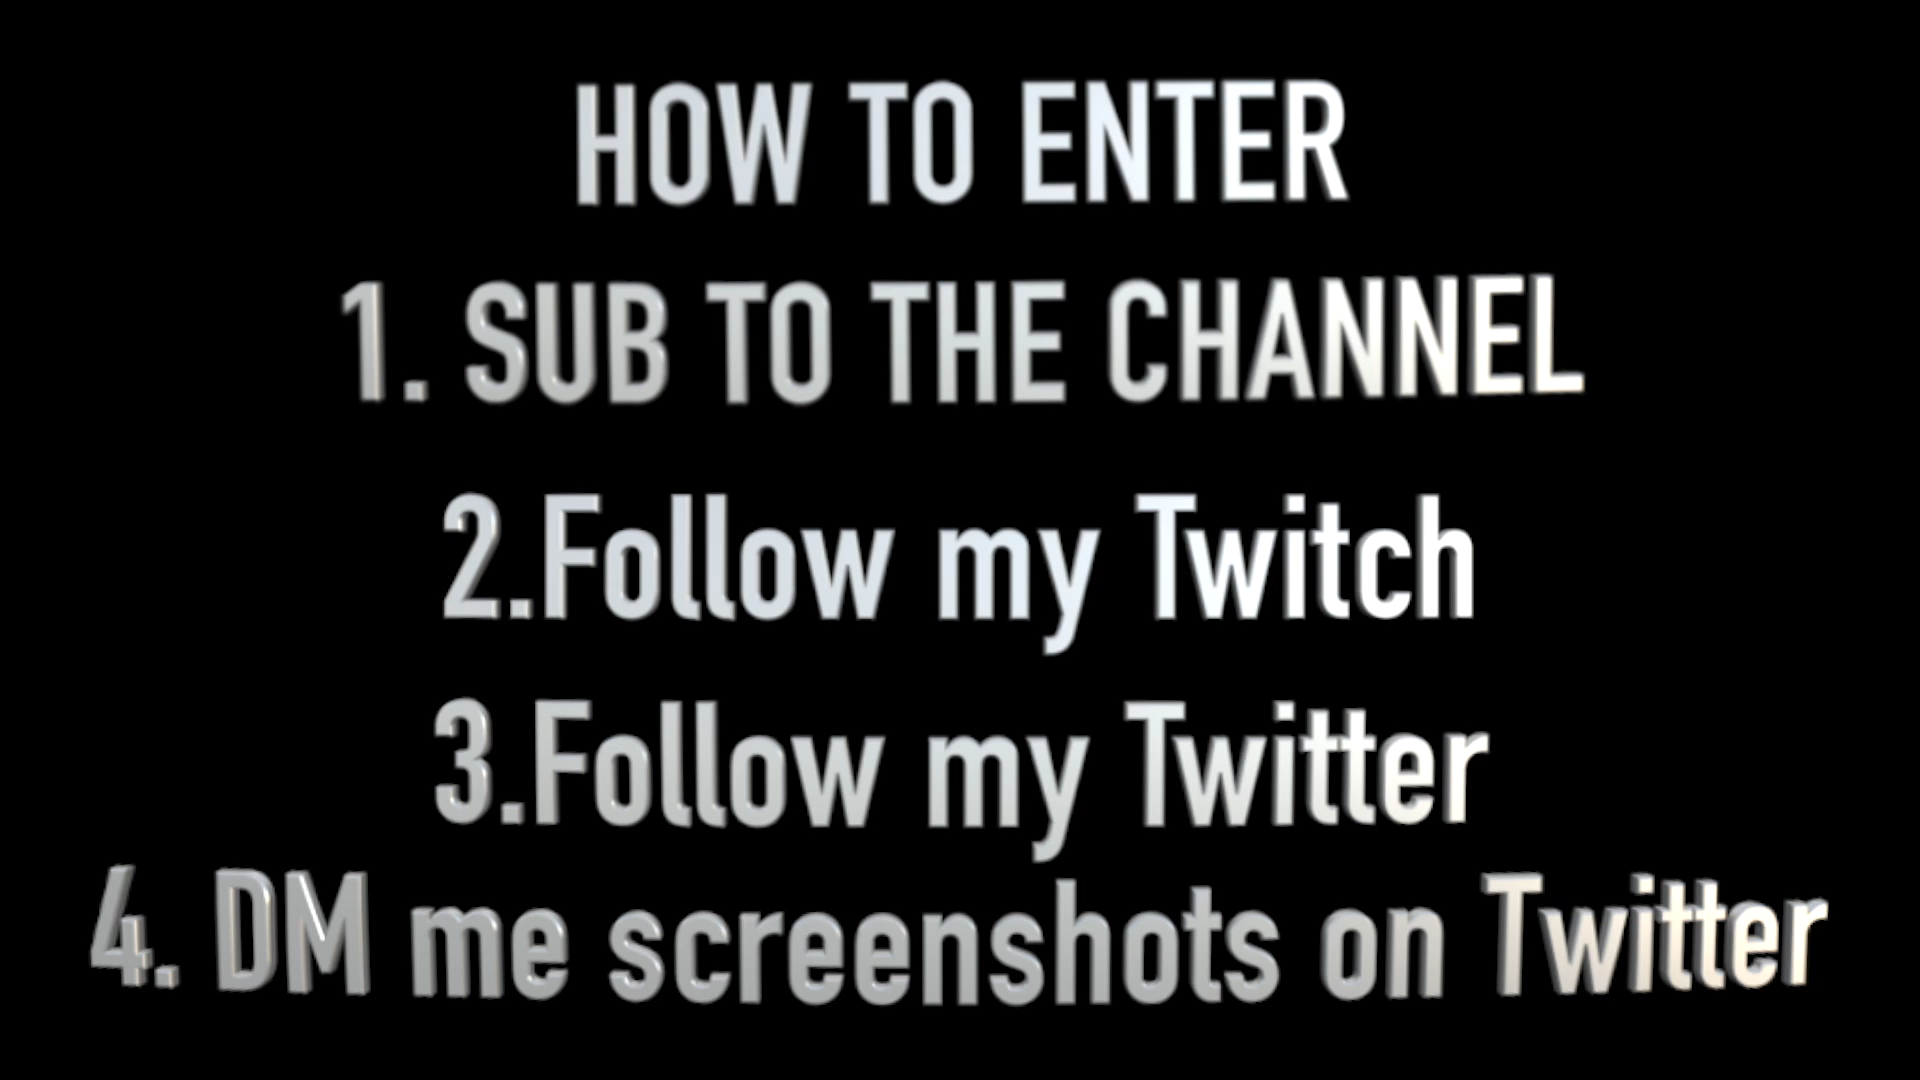 HOW TO ENTER
1. SUB TO THE CHANNEL
2.Follow my Twitch
3.Follow my Twitter
4. DM me screenshots on Twitter